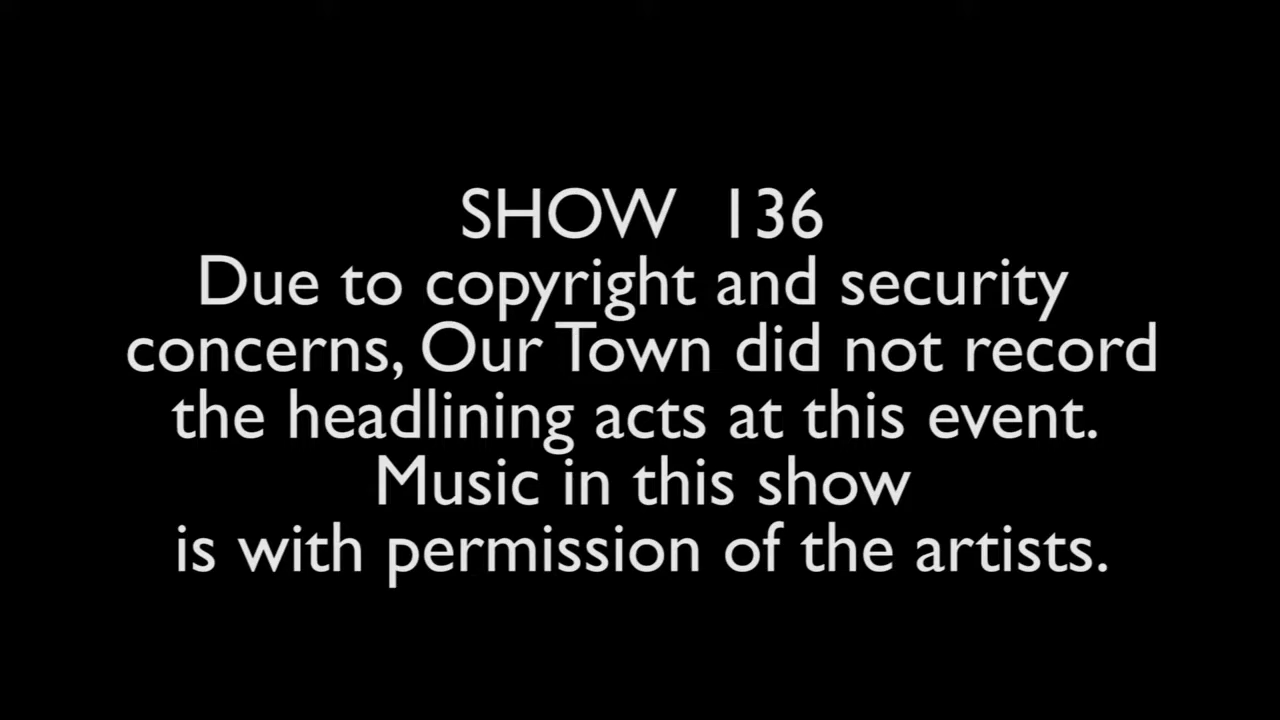 SHOW 136
Due to copyright and security
concerns, Our Town did not record
the headlining acts at this event.
Music in this show
is with permission of the artists.